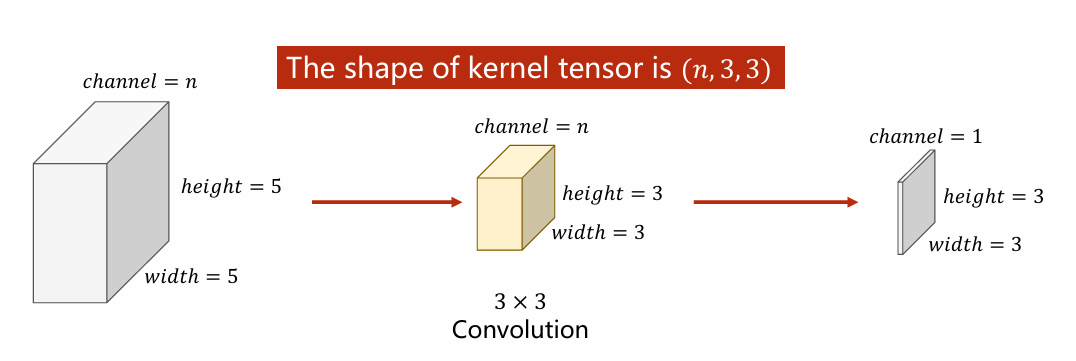 The shape of kernel tensor is (𝑛, 3, 3)
𝑐ℎ𝑎𝑛𝑛𝑒𝑙 = 𝑛
ℎ𝑒𝑖𝑔ℎ𝑡 = 5
𝑤𝑖𝑑𝑡ℎ = 5
𝑐ℎ𝑎𝑛𝑛𝑒𝑙 = 𝑛
ℎ𝑒𝑖𝑔ℎ𝑡 = 3
𝑤𝑖𝑑𝑡ℎ = 3
3 × 3
Convolution
𝑐ℎ𝑎𝑛𝑛𝑒𝑙 = 1
ℎ𝑒𝑖𝑔ℎ𝑡 = 3
𝑤𝑖𝑑𝑡ℎ = 3